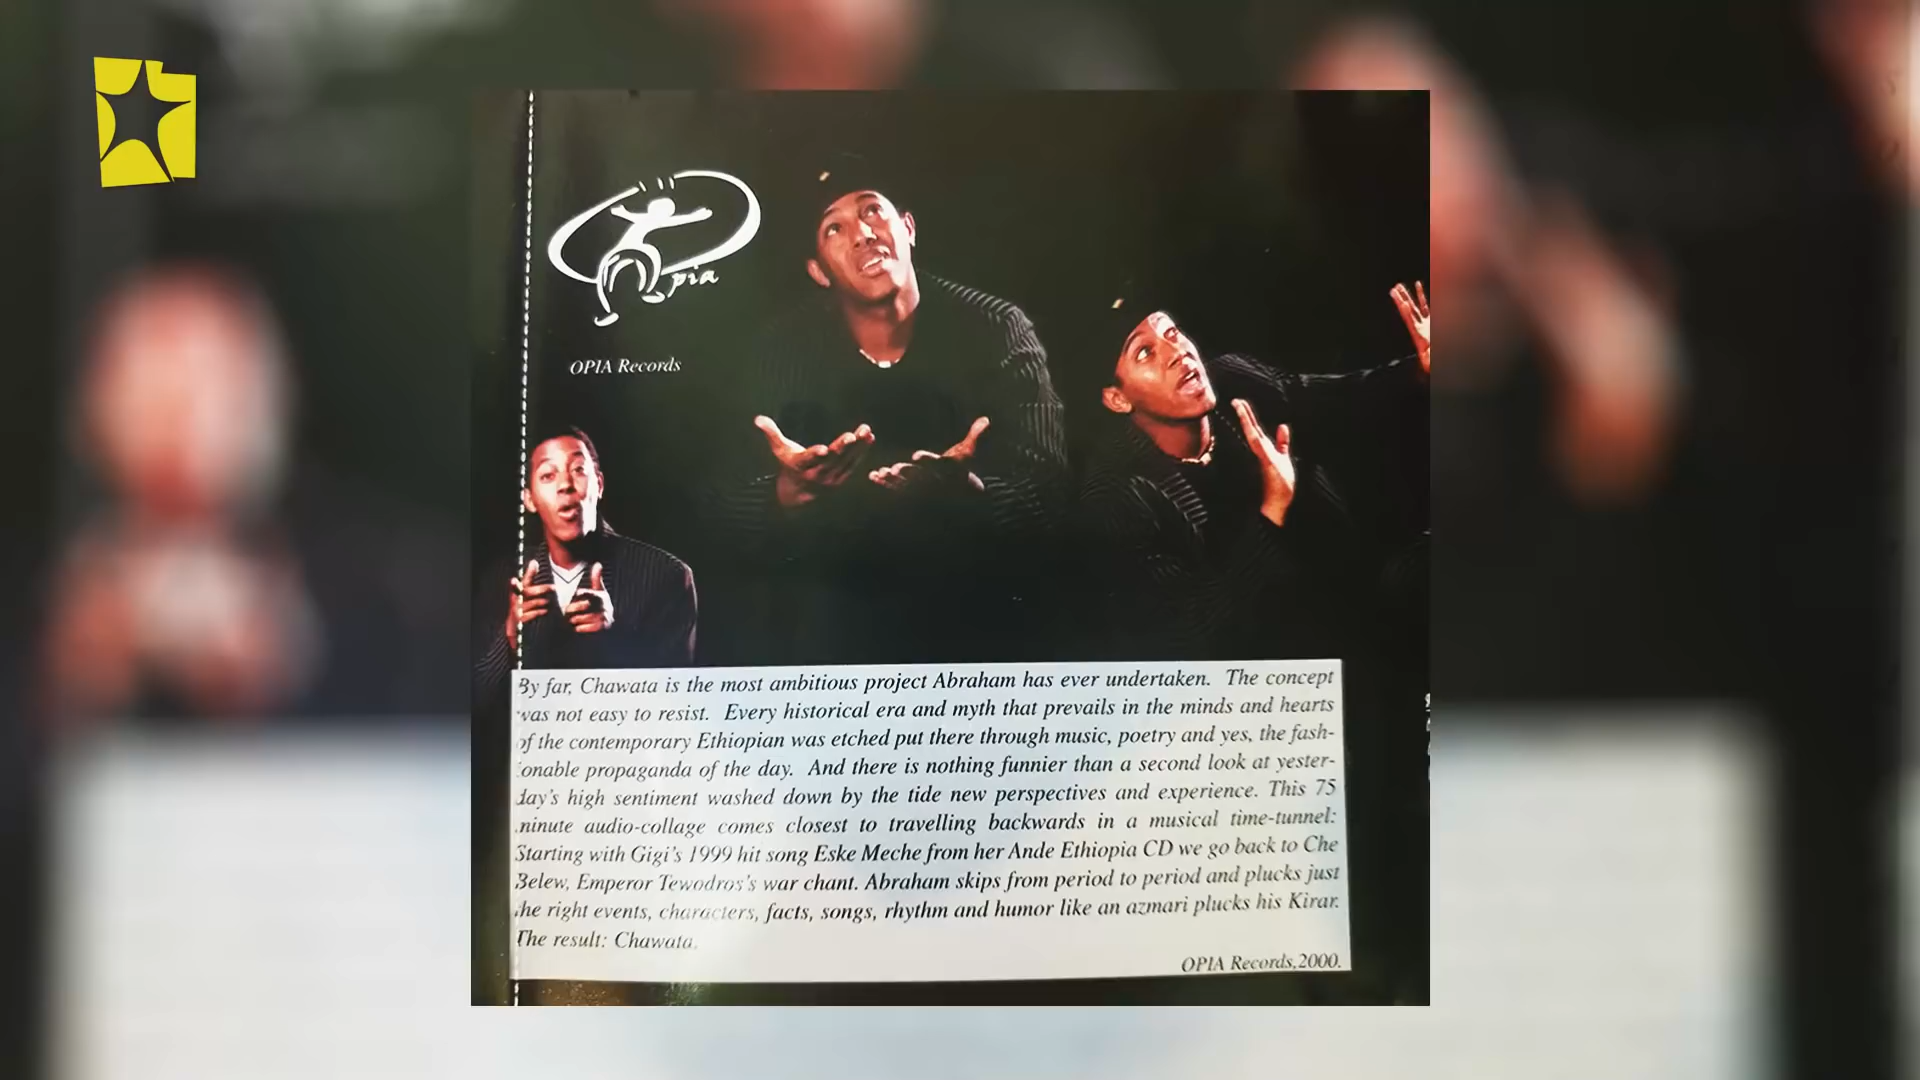 pia
OPIA Records
By far, Chawata is the most ambitious project Abraham has ever undertaken. The concept
was not easy to resist. Every historical era and myth that prevails in the minds and hearts
of the contemporary Ethiopian was etched put there through music, poetry and yes, the fash-
ionable propaganda of the day. And there is nothing funnier than a second look at yester-
day's high sentiment washed down by the tide new perspectives and experience. This 75
minute audio-collage comes closest to travelling backwards in a musical time-tunnel:
Starting with Gigi's 1999 hit song Eske Meche from her Ande Ethiopia CD we go back to Che
Belew, Emperor Tewodros's war chant. Abraham skips from period to period and plucks just
the right events, characters, facts, songs, rhythm and humor like an azmari plucks his Kirar.
The result: Chawata.
OPIA Records,2000.